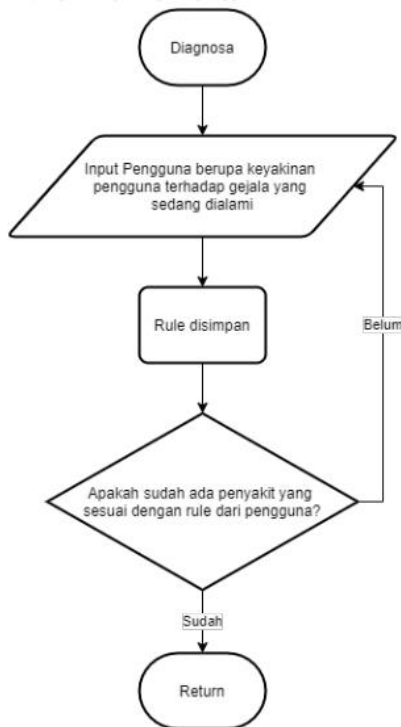 Diagnosa
Input Pengguna berupa keyakinan
pengguna terhadap gejala yang
sedang dialami
Rule disimpan
Belum
Apakah sudah ada penyakit yang
sesuai dengan rule dari pengguna?
Sudah
Return